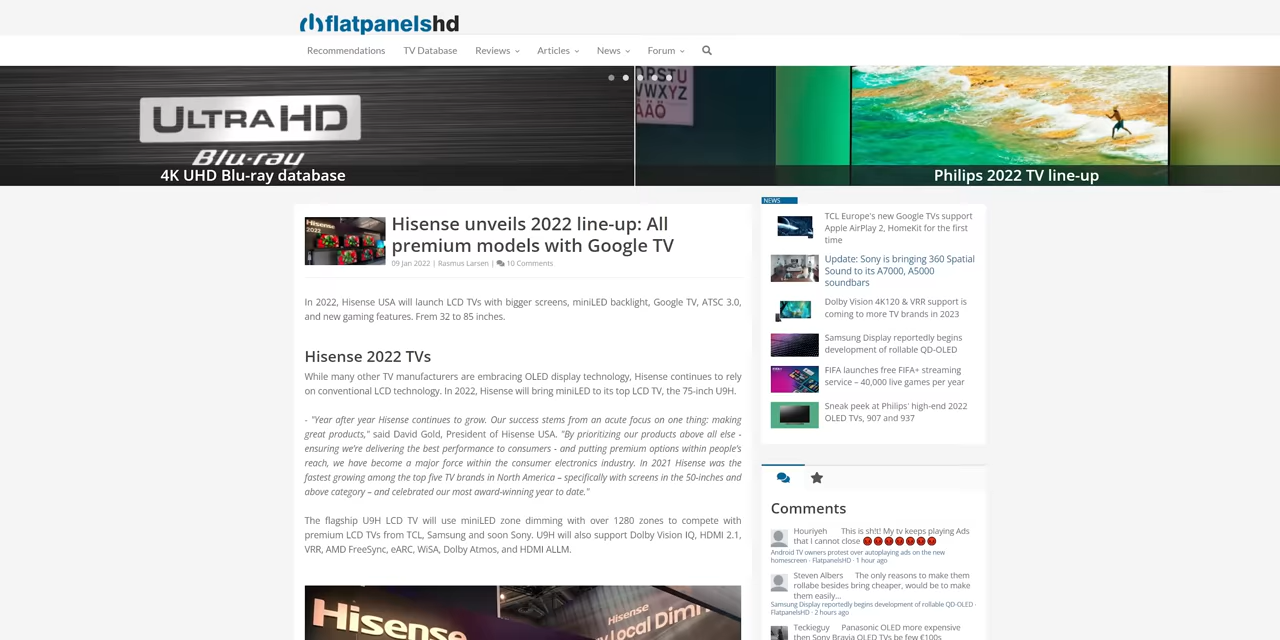 flatpanelshd
Recommendations TV Database Reviews Articles News Forum
ULTRA HD
Blu-ray
4K UHD Blu-ray database
Philips 2022 TV line-up
Hisense unveils 2022 line-up: All
premium models with Google TV
09 Jan 2022 | Rasmus Larsen | 10 Comments
In 2022, Hisense USA will launch LCD TVs with bigger screens, miniLED backlight, Google TV, ATSC 3.0,
and new gaming features. From 32 to 85 inches.
Hisense 2022 TVs
While many other TV manufacturers are embracing OLED display technology, Hisense continues to rely
on conventional LCD technology. In 2022, Hisense will bring miniLED to its top LCD TV, the 75-inch U9H.
- "Year after year Hisense continues to grow. Our success stems from an acute focus on one thing: making
great products," said David Gold, President of Hisense USA. "By prioritizing our products above all else -
ensuring we're delivering the best performance to consumers - and putting premium options within people's
reach, we have become a major force within the consumer electronics industry. In 2021 Hisense was the
fastest growing among the top five TV brands in North America – specifically with screens in the 50-inches and
above category – and celebrated our most award-winning year to date."
The flagship U9H LCD TV will use miniLED zone dimming with over 1280 zones to compete with
premium LCD TVs from TCL, Samsung and soon Sony. U9H will also support Dolby Vision IQ, HDMI 2.1,
VRR, AMD FreeSync, eARC, WiSA, Dolby Atmos, and HDMI ALLM.
Hisense
Hisense
NEWS
TCL Europe's new Google TVs support
Apple AirPlay 2, HomeKit for the first
time
Update: Sony is bringing 360 Spatial
Sound to its A7000, A5000
soundbars
Dolby Vision 4K120 & VRR support is
coming to more TV brands in 2023
Samsung Display reportedly begins
development of rollable QD-OLED
FIFA launches free FIFA+ streaming
service – 40,000 live games per year
Sneak peek at Philips' high-end 2022
OLED TVs, 907 and 937
Comments
Houriyeh This is sh!t! My tv keeps playing Ads
that I cannot close 😡😡😡😡😡😡😡
Android TV owners protest over autoplaying ads on the new
homescreen · FlatpanelsHD · 1 hour ago
Steven Albers The only reasons to make them
rollabe besides bring cheaper, would be to make
them easily...
Samsung Display reportedly begins development of rollable QD-OLED ·
FlatpanelsHD · 2 hours ago
Teckieguy Panasonic OLED more expensive
then Sony Bravia OLED TVs be few €100s